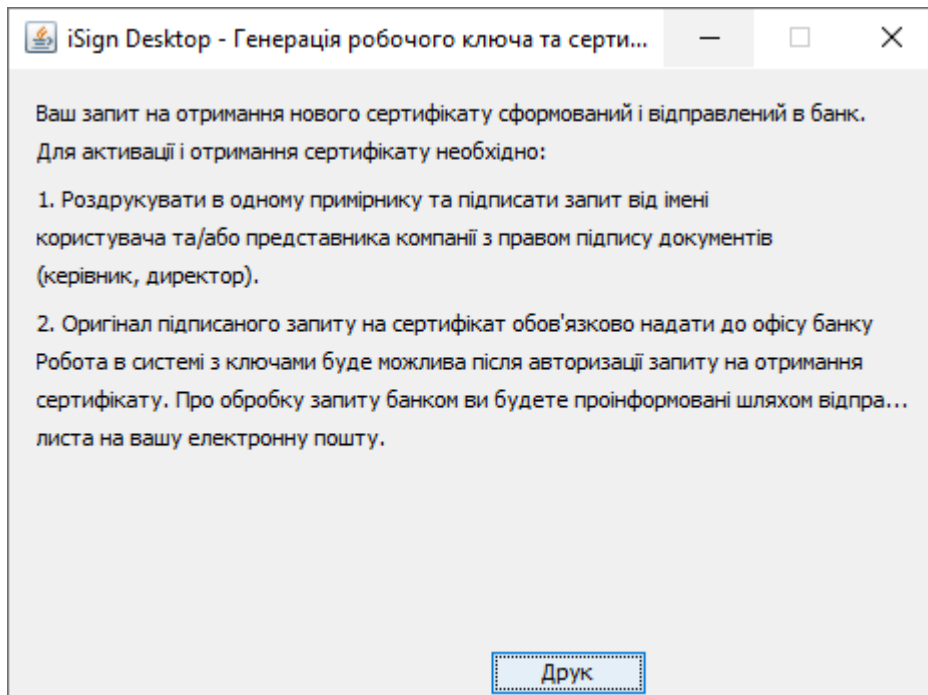 iSign Desktop - Генерація робочого ключа та серти...
Ваш запит на отримання нового сертифікату сформований і відправлений в банк.
Для активації і отримання сертифікату необхідно:
1. Роздрукувати в одному примірнику та підписати запит від імені
користувача та/або представника компанії з правом підпису документів
(керівник, директор).
2. Оригінал підписаного запиту на сертифікат обов'язково надати до офісу банку
Робота в системі з ключами буде можлива після авторизації запиту на отримання
сертифікату. Про обробку запиту банком ви будете проінформовані шляхом відпра...
листа на вашу електронну пошту.
Друк